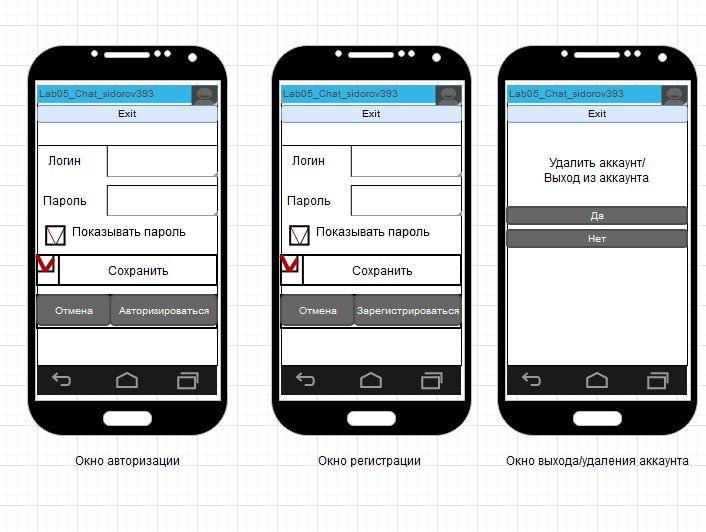 Lab05_Chat_sidorov393
Exit
Логин
Пароль
Показывать пароль
Сохранить
Отмена
Авторизироваться
Окно авторизации
Lab05_Chat_sidorov393
Exit
Логин
Пароль
Показывать пароль
Сохранить
Отмена
Зарегистрироваться
Окно регистрации
Lab05_Chat_sidorov393
Exit
Удалить аккаунт/
Выход из аккаунта
Да
Нет
Окно выхода/удаления аккаунта